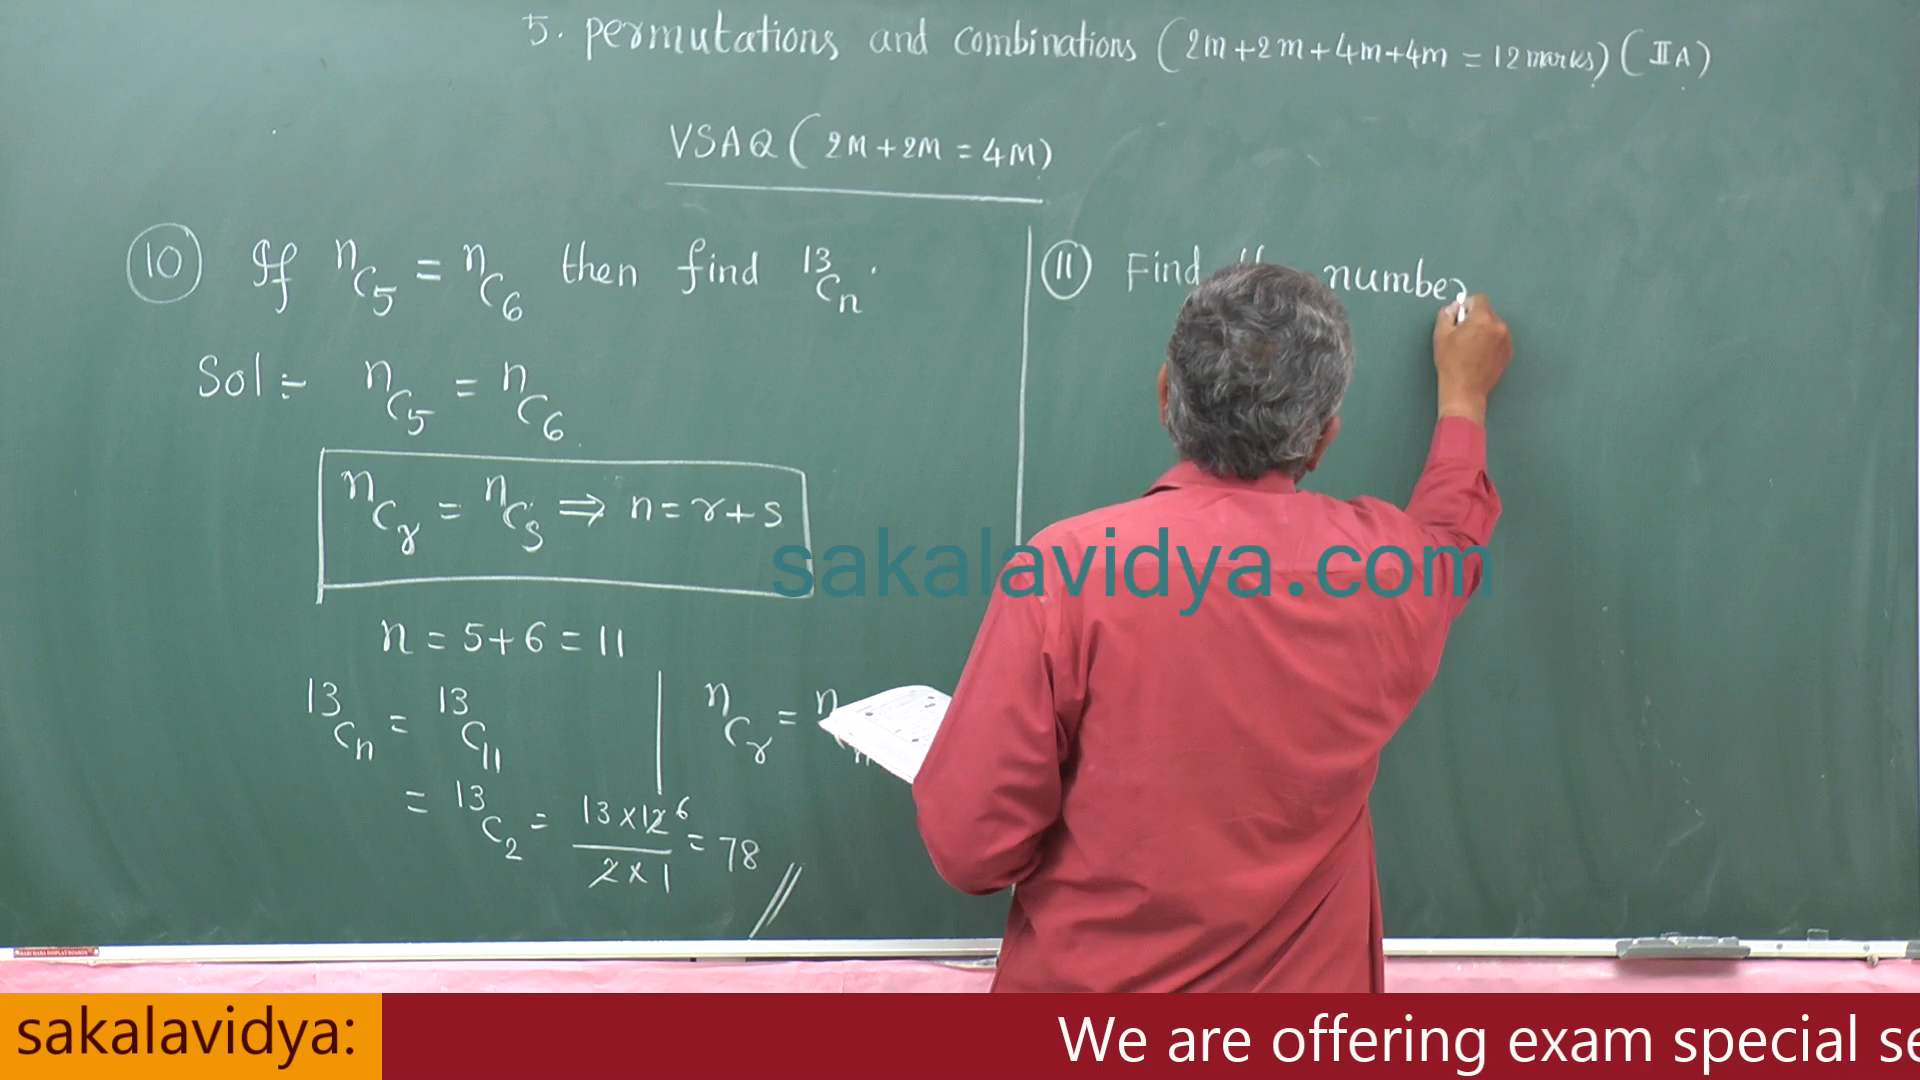 5. permutations and combinations (2m+2m+4m+4m = 12 marks) (IIA)
VSAQ (2M+2M = 4M)
10 If nC5 = nC6 then find 13Cn.
Sol:- nC5 = nC6
nCr = nCs ⇒ n = r+s
n = 5+6 = 11
13Cn = 13C11
= 13C2 = 13×12 6 / 2×1 = 78
nCr = n
11 Find number
sakalavidya.com
sakalavidya:
We are offering exam special se